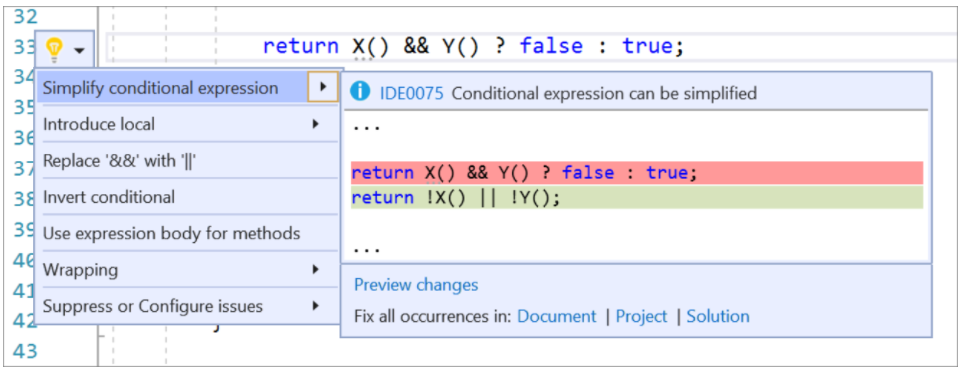 32
33 return X() && Y() ? false : true;
34
Simplify conditional expression
35
Introduce local
36
Replace '&&' with '||'
37
Invert conditional
38
Use expression body for methods
39
Wrapping
40
Suppress or Configure issues
41
42 }
43
IDE0075 Conditional expression can be simplified
...
return X() && Y() ? false : true;
return !X() || !Y();
...
Preview changes
Fix all occurrences in: Document | Project | Solution